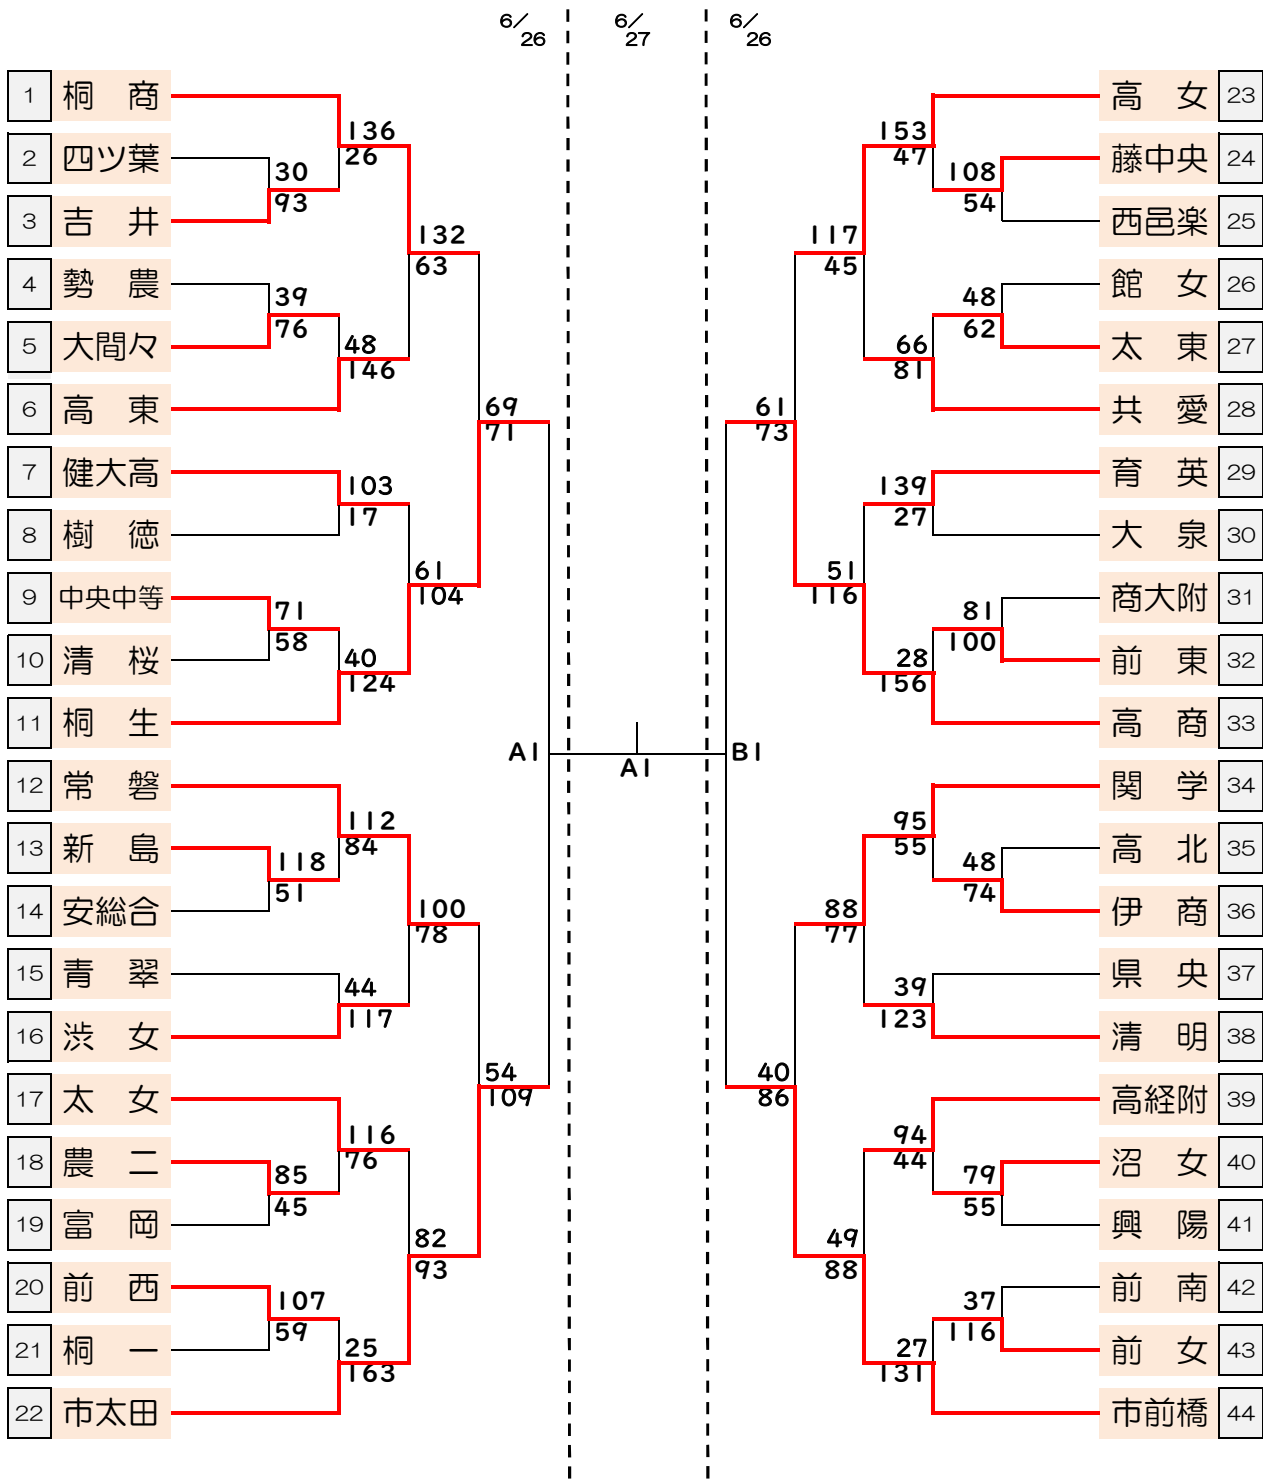 6/26
6/27
6/26
1 桐 商
2 四ツ葉
3 吉 井
4 勢 農
5 大間々
6 高 東
7 健大高
8 樹 徳
9 中央中等
10 清 桜
11 桐 生
12 常 磐
13 新 島
14 安総合
15 青 翠
16 渋 女
17 太 女
18 農 二
19 富 岡
20 前 西
21 桐 一
22 市太田
136
26
30
93
132
63
39
76
48
146
69
71
103
17
61
104
71
58
40
124
A1
112
84
118
51
100
78
44
117
54
109
116
76
85
45
82
93
107
59
25
163
A1
B1
153
47
108
54
117
45
48
62
66
81
61
73
139
27
51
116
81
100
28
156
95
55
48
74
88
77
39
123
40
86
94
44
79
55
49
88
37
116
27
131
高 女 23
藤中央 24
西邑楽 25
館 女 26
太 東 27
共 愛 28
育 英 29
大 泉 30
商大附 31
前 東 32
高 商 33
関 学 34
高 北 35
伊 商 36
県 央 37
清 明 38
高経附 39
沼 女 40
興 陽 41
前 南 42
前 女 43
市前橋 44